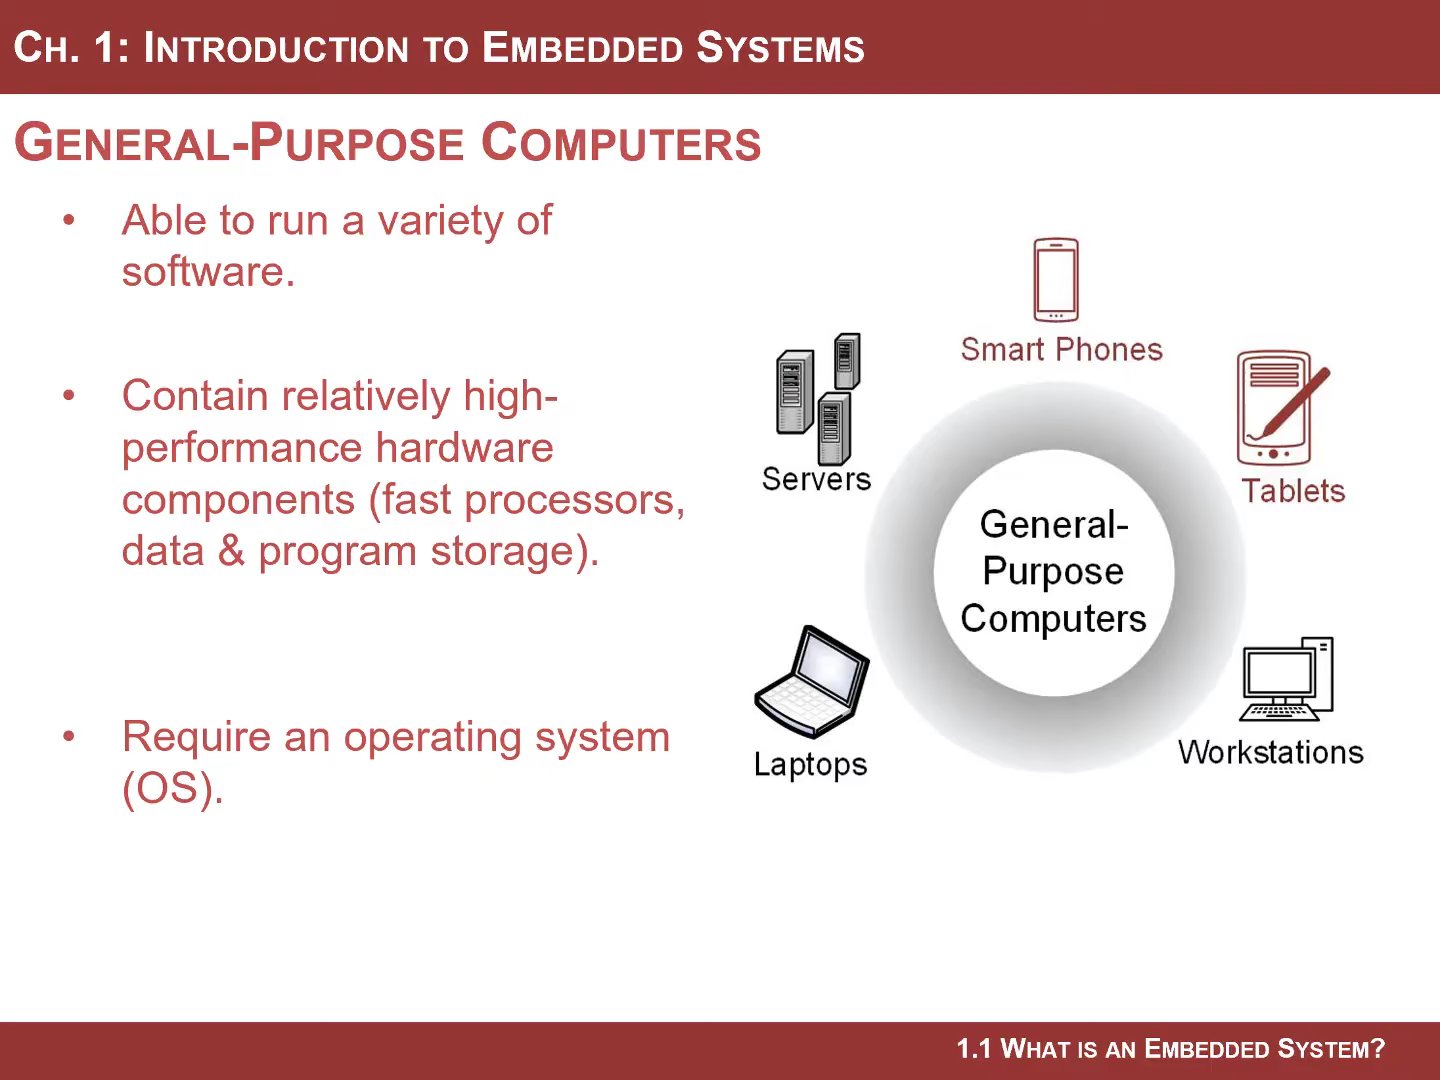 CH. 1: INTRODUCTION TO EMBEDDED SYSTEMS
GENERAL-PURPOSE COMPUTERS
• Able to run a variety of
software.
• Contain relatively high-
performance hardware
components (fast processors,
data & program storage).
• Require an operating system
(OS).
Smart Phones
Servers
Tablets
General-
Purpose
Computers
Laptops
Workstations
1.1 WHAT IS AN EMBEDDED SYSTEM?